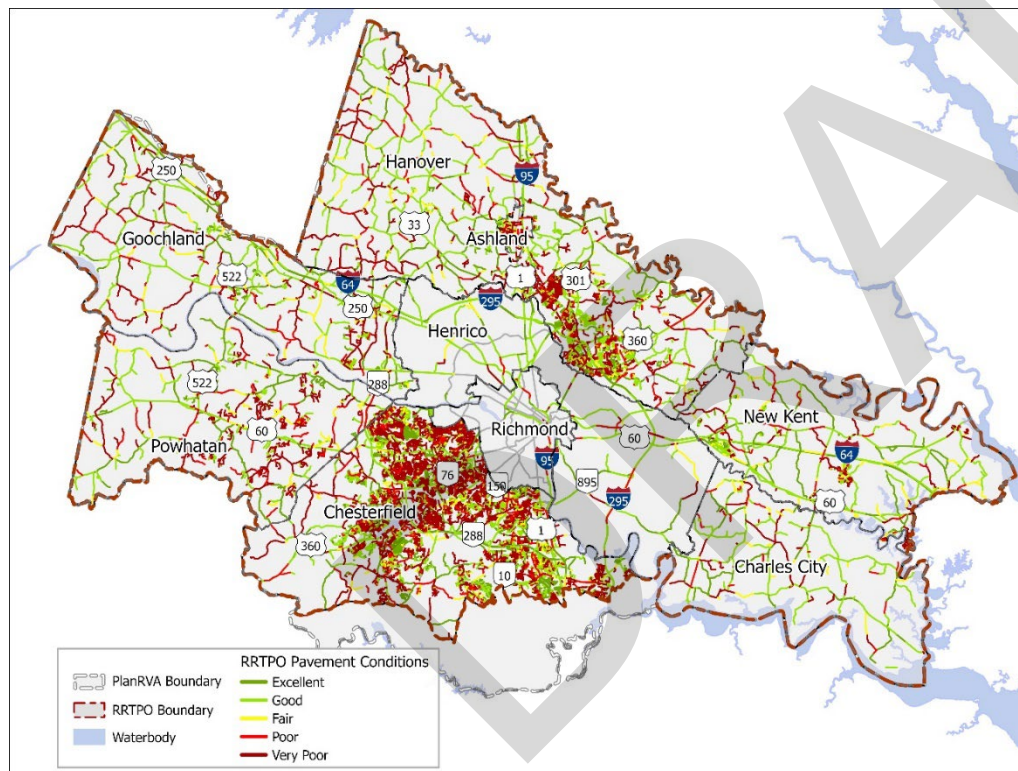 250
Hanover
95
33
Goochland
Ashland
522
64
1
301
250
295
Henrico
360
288
522
New Kent
60
Richmond
60
64
Powhatan
76
95
150
895
295
60
Chesterfield
360
288
1
Charles City
10
RRTPO Pavement Conditions
PlanRVA Boundary
RRTPO Boundary
Waterbody
Excellent
Good
Fair
Poor
Very Poor
DRA